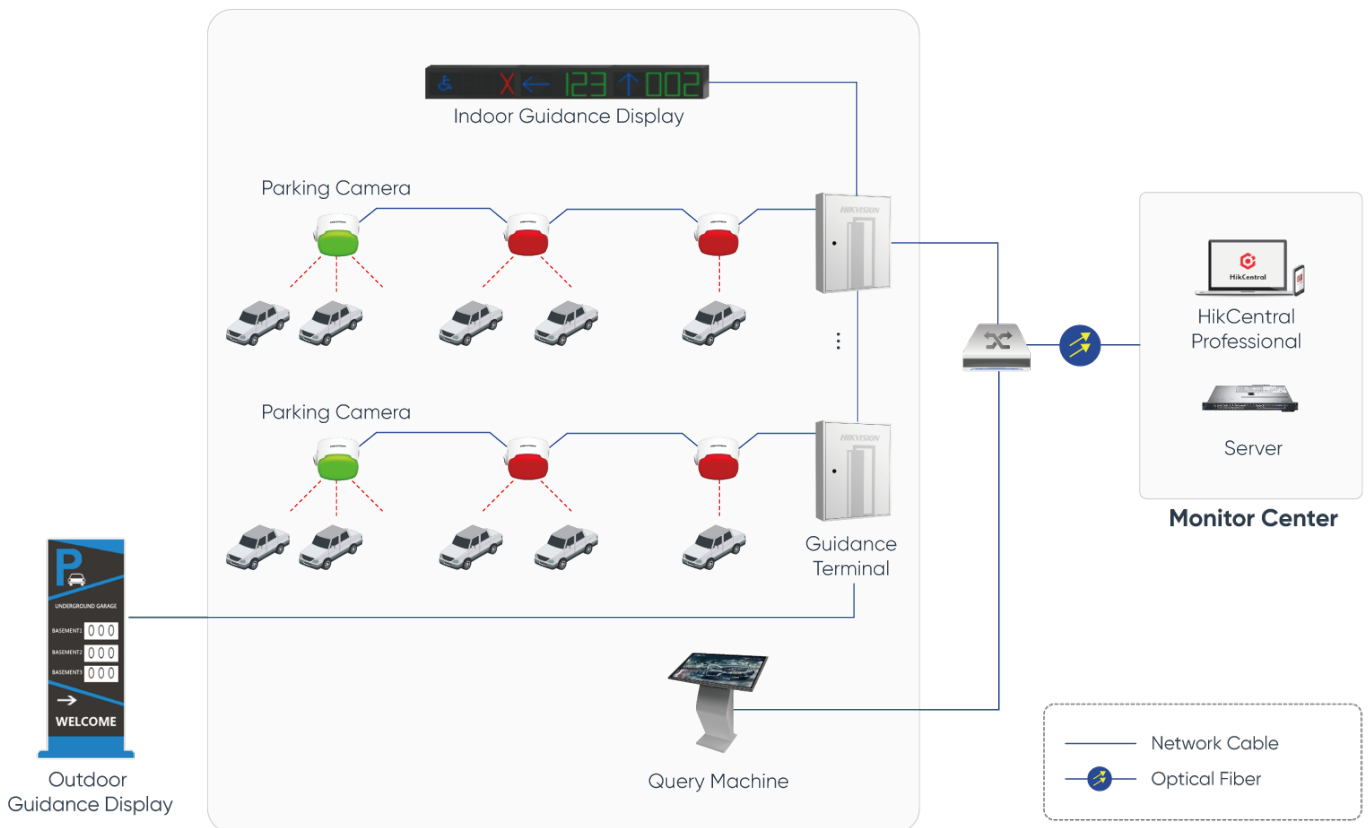 X ← 123 ↑ 002
Indoor Guidance Display
Parking Camera
HIKVISION
HikCentral
HikCentral
Professional
Server
Monitor Center
Parking Camera
HIKVISION
Guidance
Terminal
P
UNDERGROUND GARAGE
BASEMENT1 000
BASEMENT2 000
BASEMENT3 000
→
WELCOME
Outdoor
Guidance Display
Query Machine
Network Cable
Optical Fiber